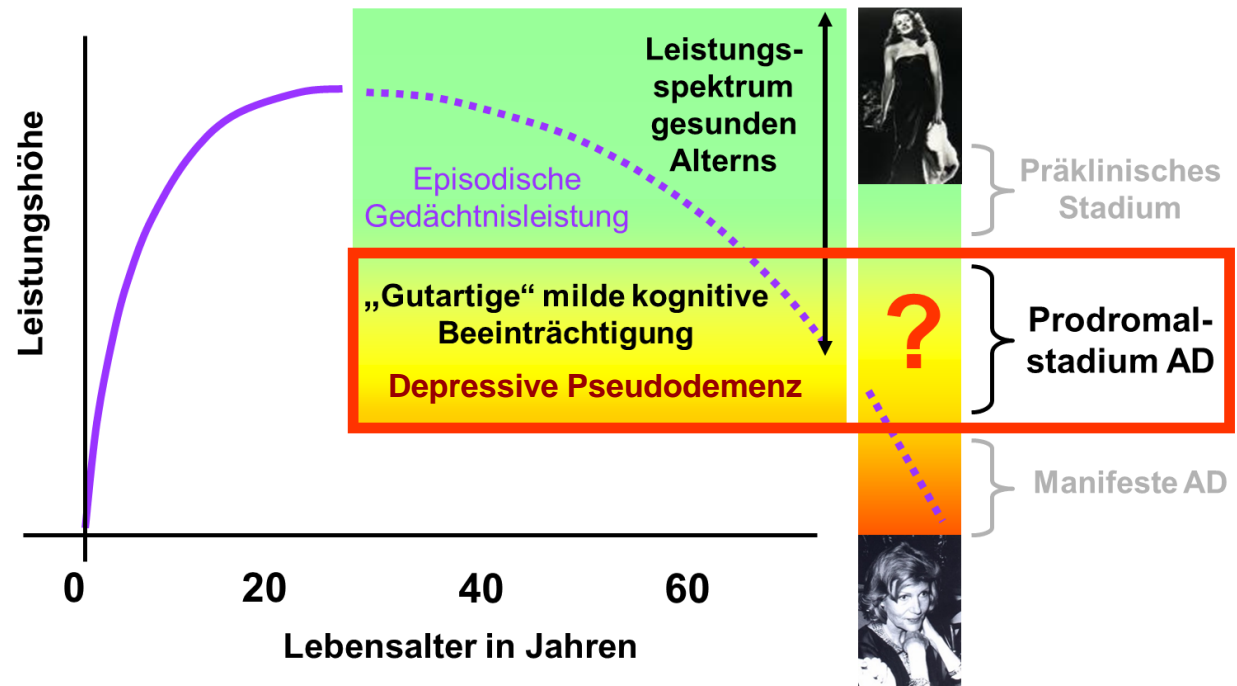 Leistungs-
spektrum
gesunden
Alterns
Präklinisches
Stadium
Episodische
Gedächtnisleistung
Leistungshöhe
„Gutartige“ milde kognitive
Beeinträchtigung
?
Prodromal-
stadium AD
Depressive Pseudodemenz
Manifeste AD
0 20 40 60
Lebensalter in Jahren